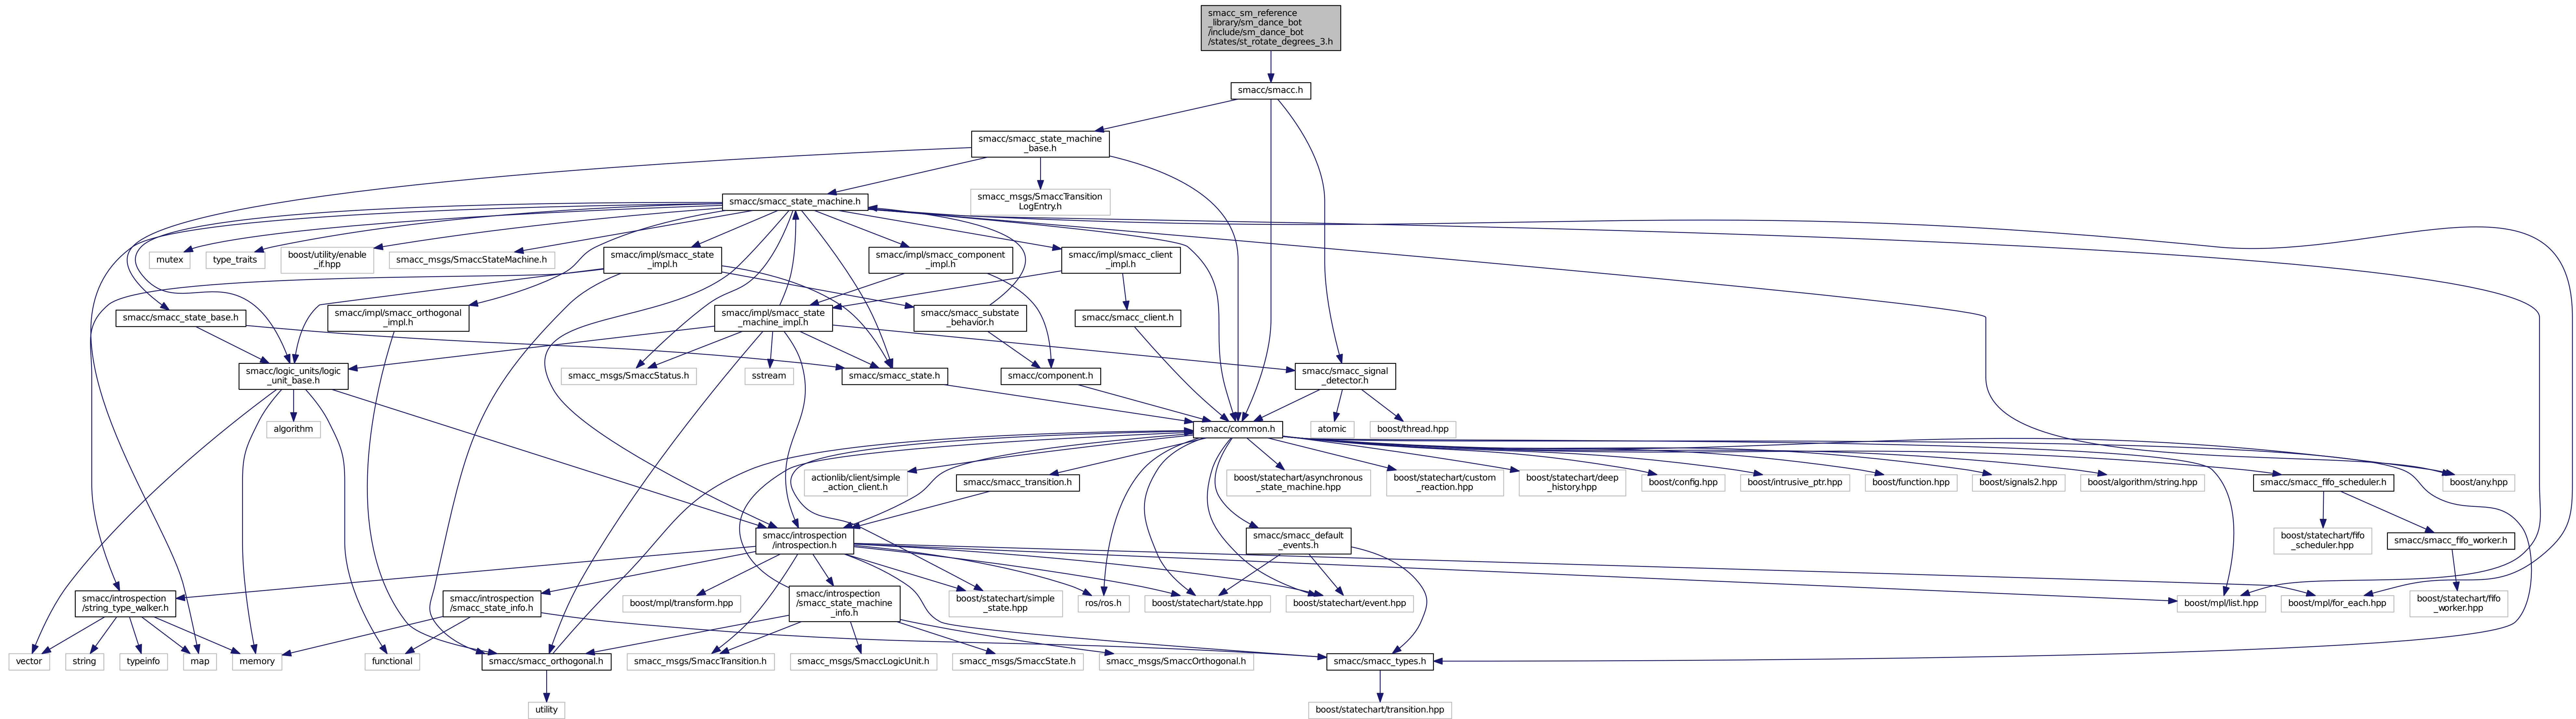 smacc_sm_reference
_library/sm_dance_bot
/include/sm_dance_bot
/states/st_rotate_degrees_3.h
smacc/smacc.h
smacc/smacc_state_machine
_base.h
smacc/smacc_state_machine.h
smacc_msgs/SmaccTransition
LogEntry.h
mutex
type_traits
boost/utility/enable
_if.hpp
smacc_msgs/SmaccStateMachine.h
smacc/impl/smacc_state
_impl.h
smacc/impl/smacc_component
_impl.h
smacc/impl/smacc_client
_impl.h
smacc/smacc_state_base.h
smacc/impl/smacc_orthogonal
_impl.h
smacc/impl/smacc_state
_machine_impl.h
smacc/smacc_substate
_behavior.h
smacc/smacc_client.h
smacc/logic_units/logic
_unit_base.h
smacc_msgs/SmaccStatus.h
sstream
smacc/smacc_state.h
smacc/component.h
smacc/smacc_signal
_detector.h
algorithm
smacc/common.h
atomic
boost/thread.hpp
actionlib/client/simple
_action_client.h
smacc/smacc_transition.h
boost/statechart/asynchronous
_state_machine.hpp
boost/statechart/custom
_reaction.hpp
boost/statechart/deep
_history.hpp
boost/config.hpp
boost/intrusive_ptr.hpp
boost/function.hpp
boost/signals2.hpp
boost/algorithm/string.hpp
smacc/smacc_fifo_scheduler.h
boost/any.hpp
smacc/introspection
/introspection.h
smacc/smacc_default
_events.h
boost/statechart/fifo
_scheduler.hpp
smacc/smacc_fifo_worker.h
smacc/introspection
/string_type_walker.h
smacc/introspection
/smacc_state_info.h
boost/mpl/transform.hpp
smacc/introspection
/smacc_state_machine
_info.h
boost/statechart/simple
_state.hpp
ros/ros.h
boost/statechart/state.hpp
boost/statechart/event.hpp
boost/mpl/list.hpp
boost/mpl/for_each.hpp
boost/statechart/fifo
_worker.hpp
vector
string
typeinfo
map
memory
functional
smacc/smacc_orthogonal.h
smacc_msgs/SmaccTransition.h
smacc_msgs/SmaccLogicUnit.h
smacc_msgs/SmaccState.h
smacc_msgs/SmaccOrthogonal.h
smacc/smacc_types.h
utility
boost/statechart/transition.hpp